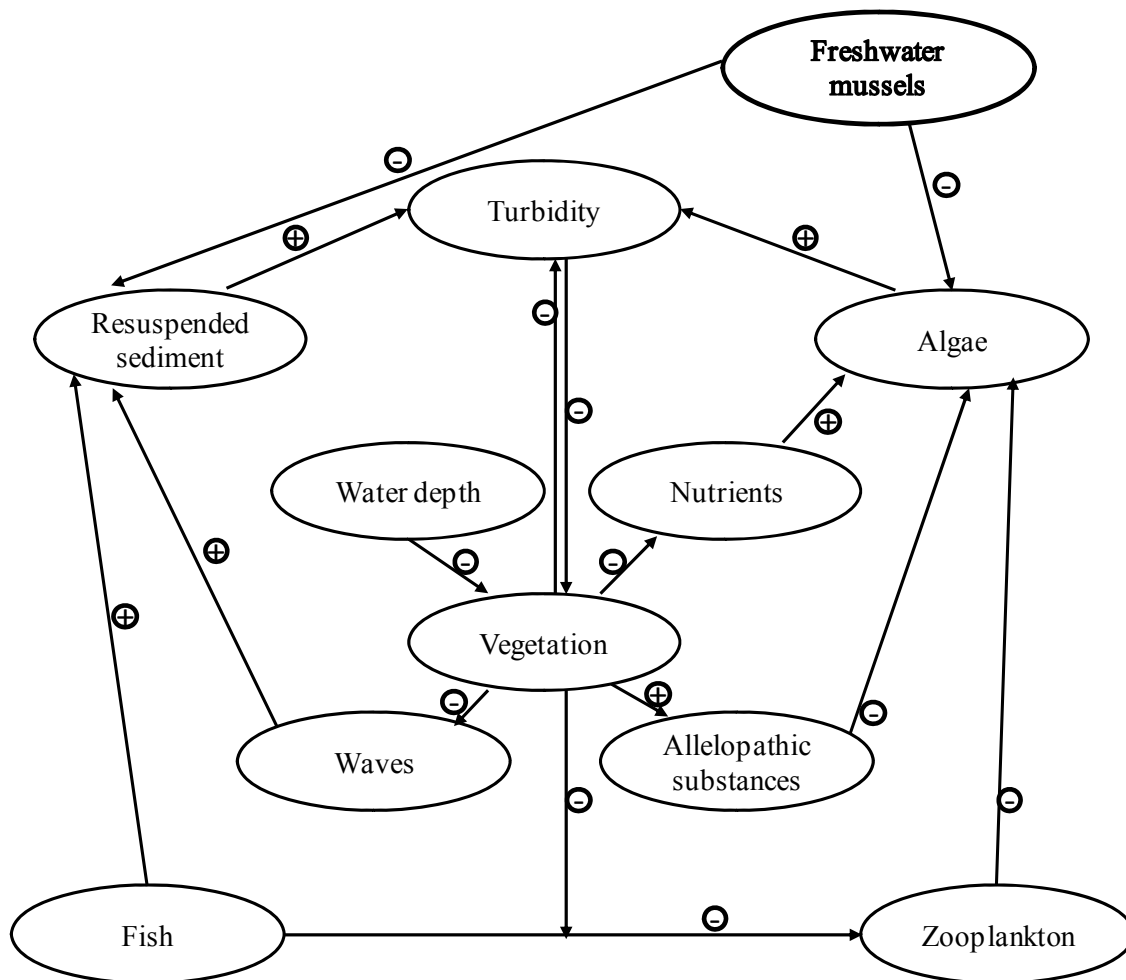 Freshwater
mussels
-
-
Turbidity
+
+
Resuspended
sediment
-
Algae
-
+
Water depth
Nutrients
+
-
-
+
Vegetation
-
+
-
Waves
Allelopathic
substances
-
-
Fish
-
Zooplankton